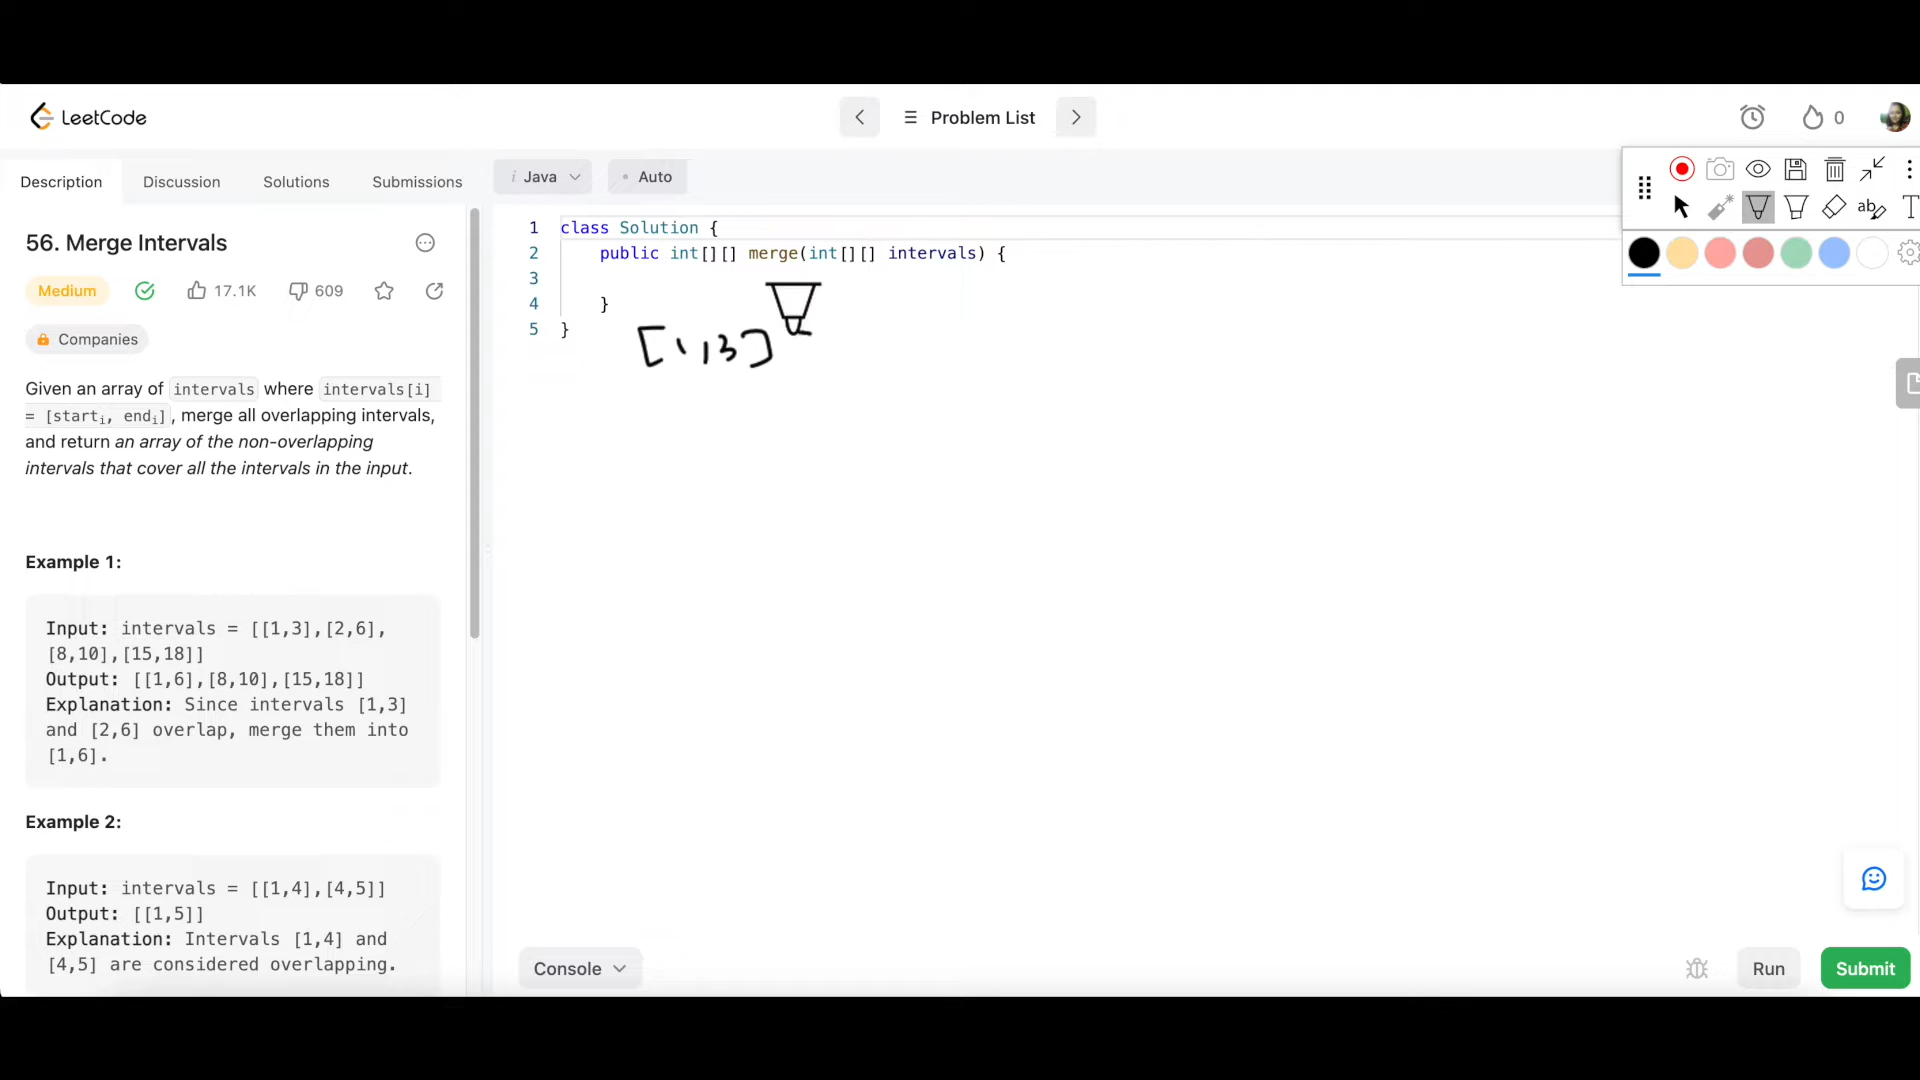 LeetCode
Problem List
0
Description Discussion Solutions Submissions
i Java
Auto
ab
T
56. Merge Intervals
Medium 17.1K 609
Companies
Given an array of intervals where intervals[i]
= [starti, endi], merge all overlapping intervals,
and return an array of the non-overlapping
intervals that cover all the intervals in the input.
Example 1:
Input: intervals = [[1,3],[2,6],
[8,10],[15,18]]
Output: [[1,6],[8,10],[15,18]]
Explanation: Since intervals [1,3]
and [2,6] overlap, merge them into
[1,6].
Example 2:
Input: intervals = [[1,4],[4,5]]
Output: [[1,5]]
Explanation: Intervals [1,4] and
[4,5] are considered overlapping.
1 class Solution {
2 public int[][] merge(int[][] intervals) {
3
4 }
5 }
[1,3]
Console
Run
Submit